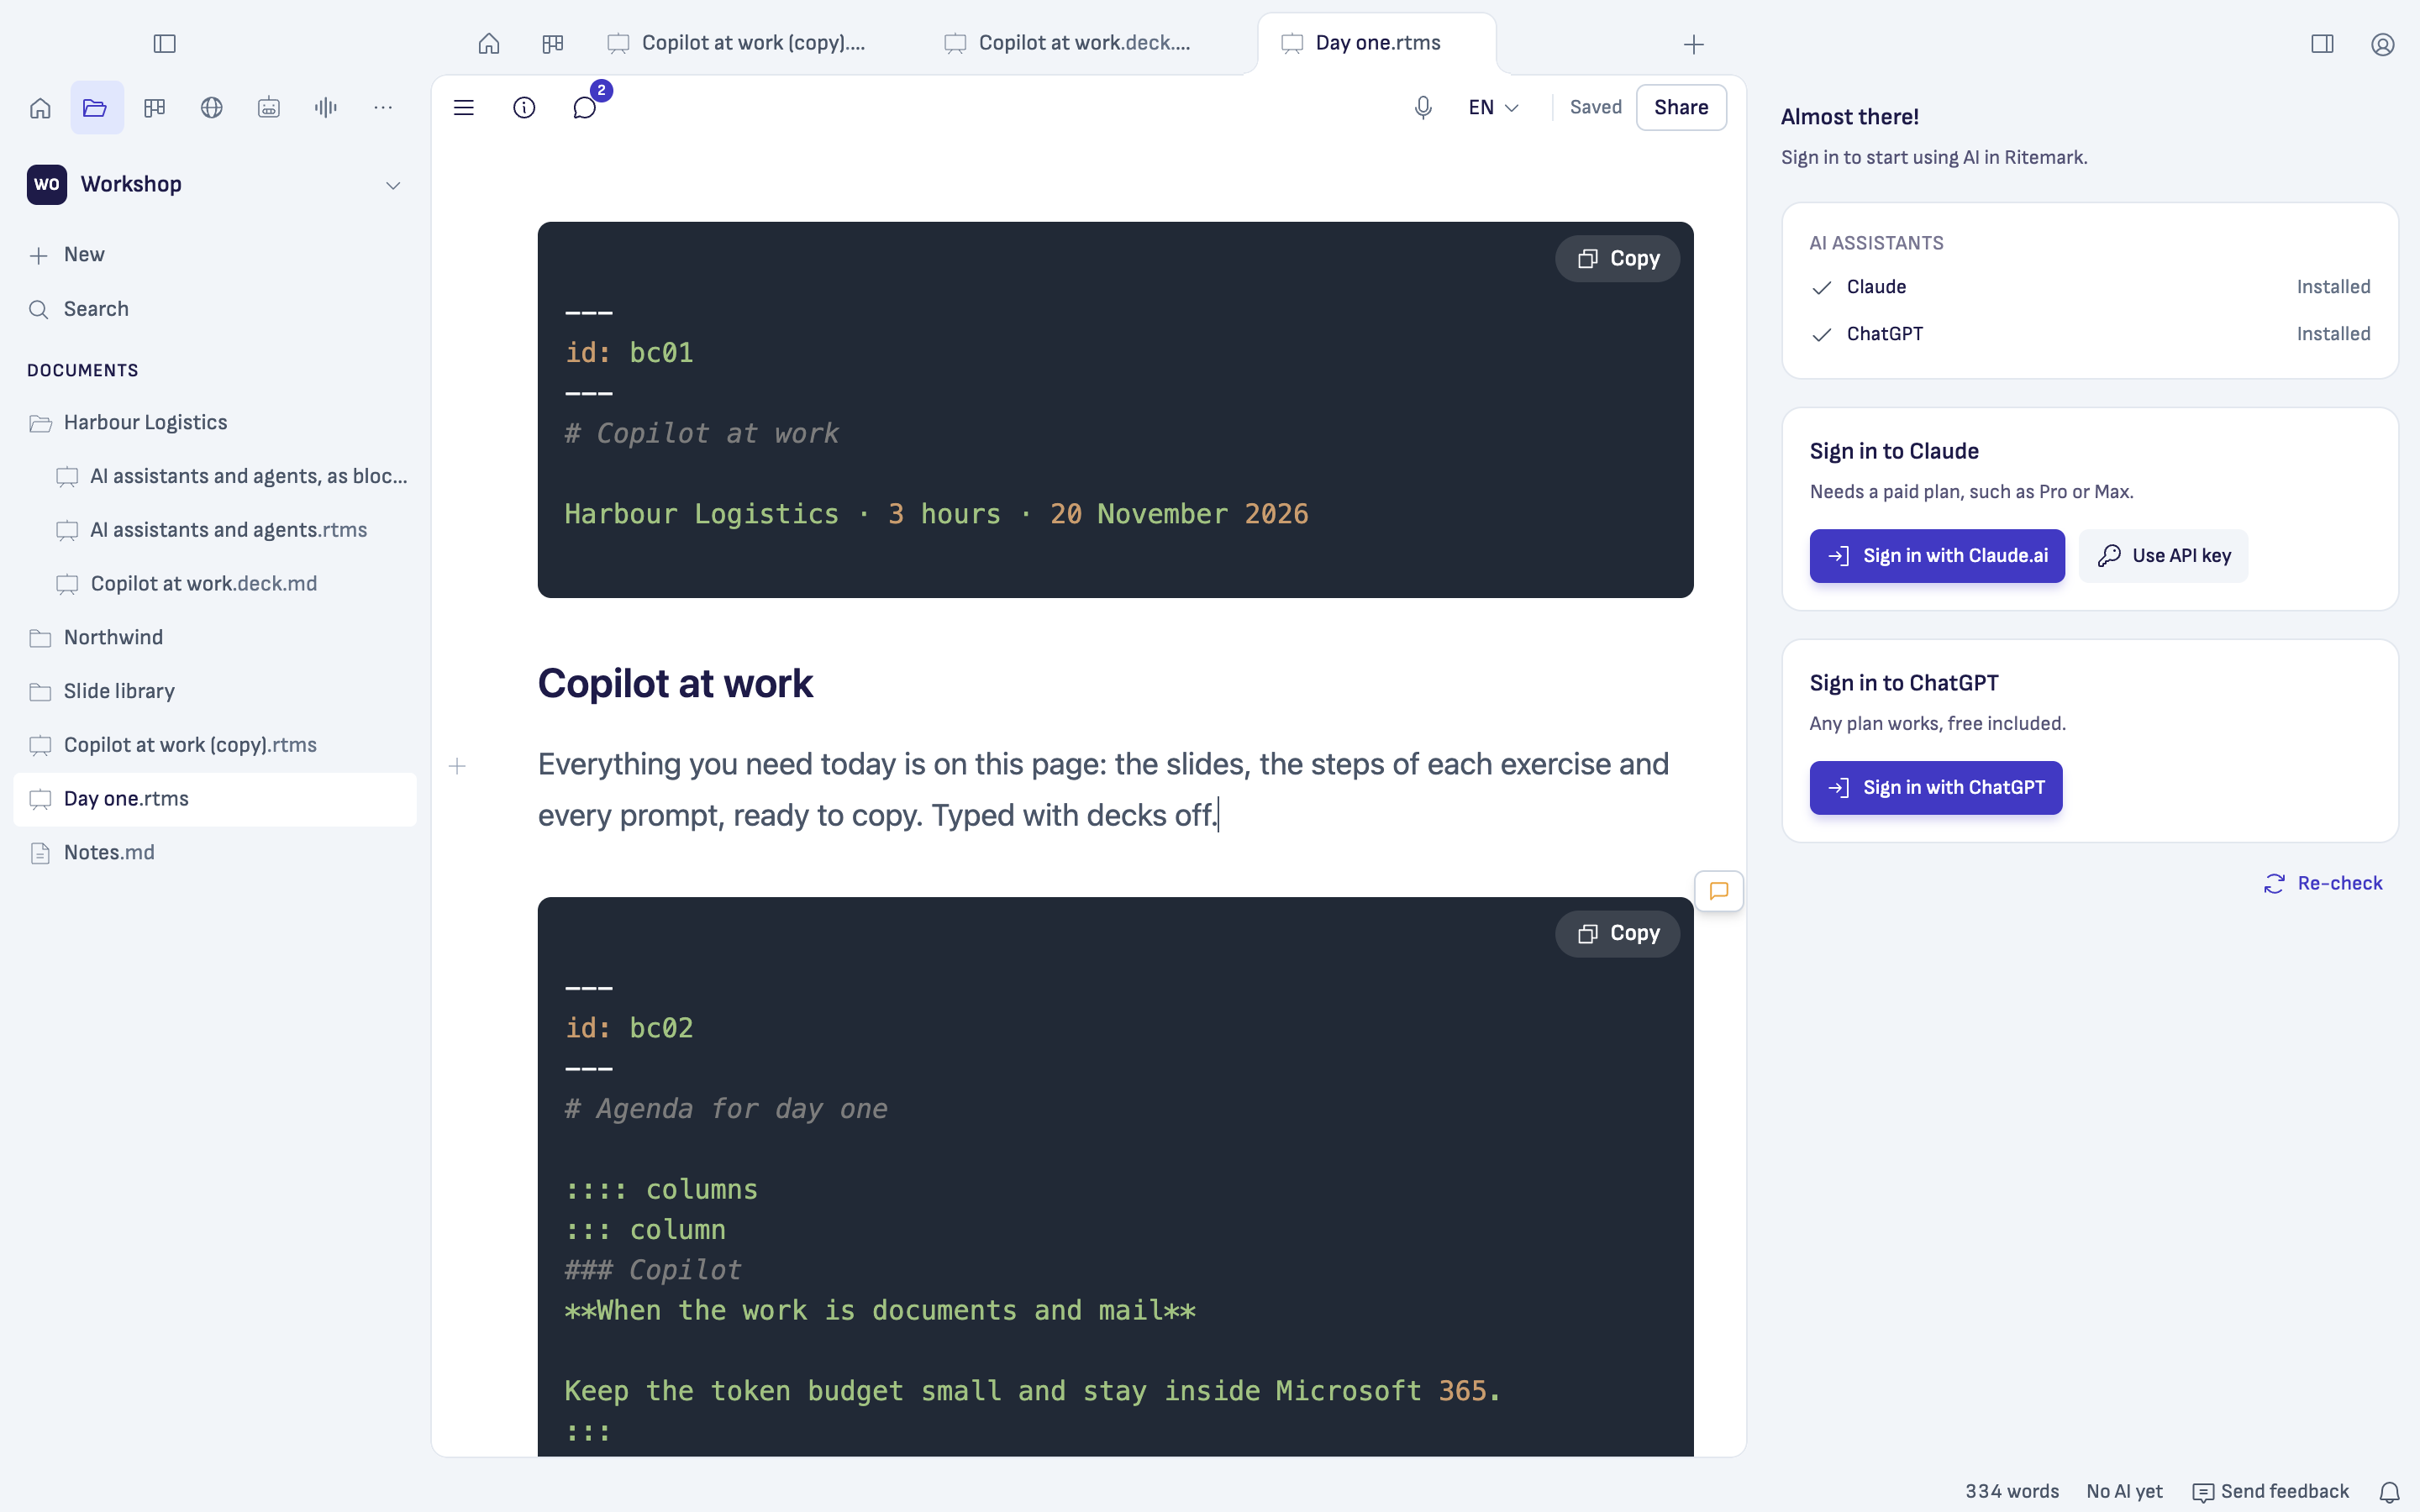 Copilot at work (copy)....
Copilot at work.deck....
Day one.rtms
2
EN
Saved
Share
WO
Workshop
New
Search
DOCUMENTS
Harbour Logistics
AI assistants and agents, as bloc...
AI assistants and agents.rtms
Copilot at work.deck.md
Northwind
Slide library
Copilot at work (copy).rtms
Day one.rtms
Notes.md
Copy
---
id: bc01
---
# Copilot at work
Harbour Logistics · 3 hours · 20 November 2026
Copilot at work
Everything you need today is on this page: the slides, the steps of each exercise and
every prompt, ready to copy. Typed with decks off.
Copy
---
id: bc02
---
# Agenda for day one
:::: columns
::: column
### Copilot
**When the work is documents and mail**
Keep the token budget small and stay inside Microsoft 365.
:::
Almost there!
Sign in to start using AI in Ritemark.
AI ASSISTANTS
Claude
Installed
ChatGPT
Installed
Sign in to Claude
Needs a paid plan, such as Pro or Max.
Sign in with Claude.ai
Use API key
Sign in to ChatGPT
Any plan works, free included.
Sign in with ChatGPT
Re-check
334 words
No AI yet
Send feedback